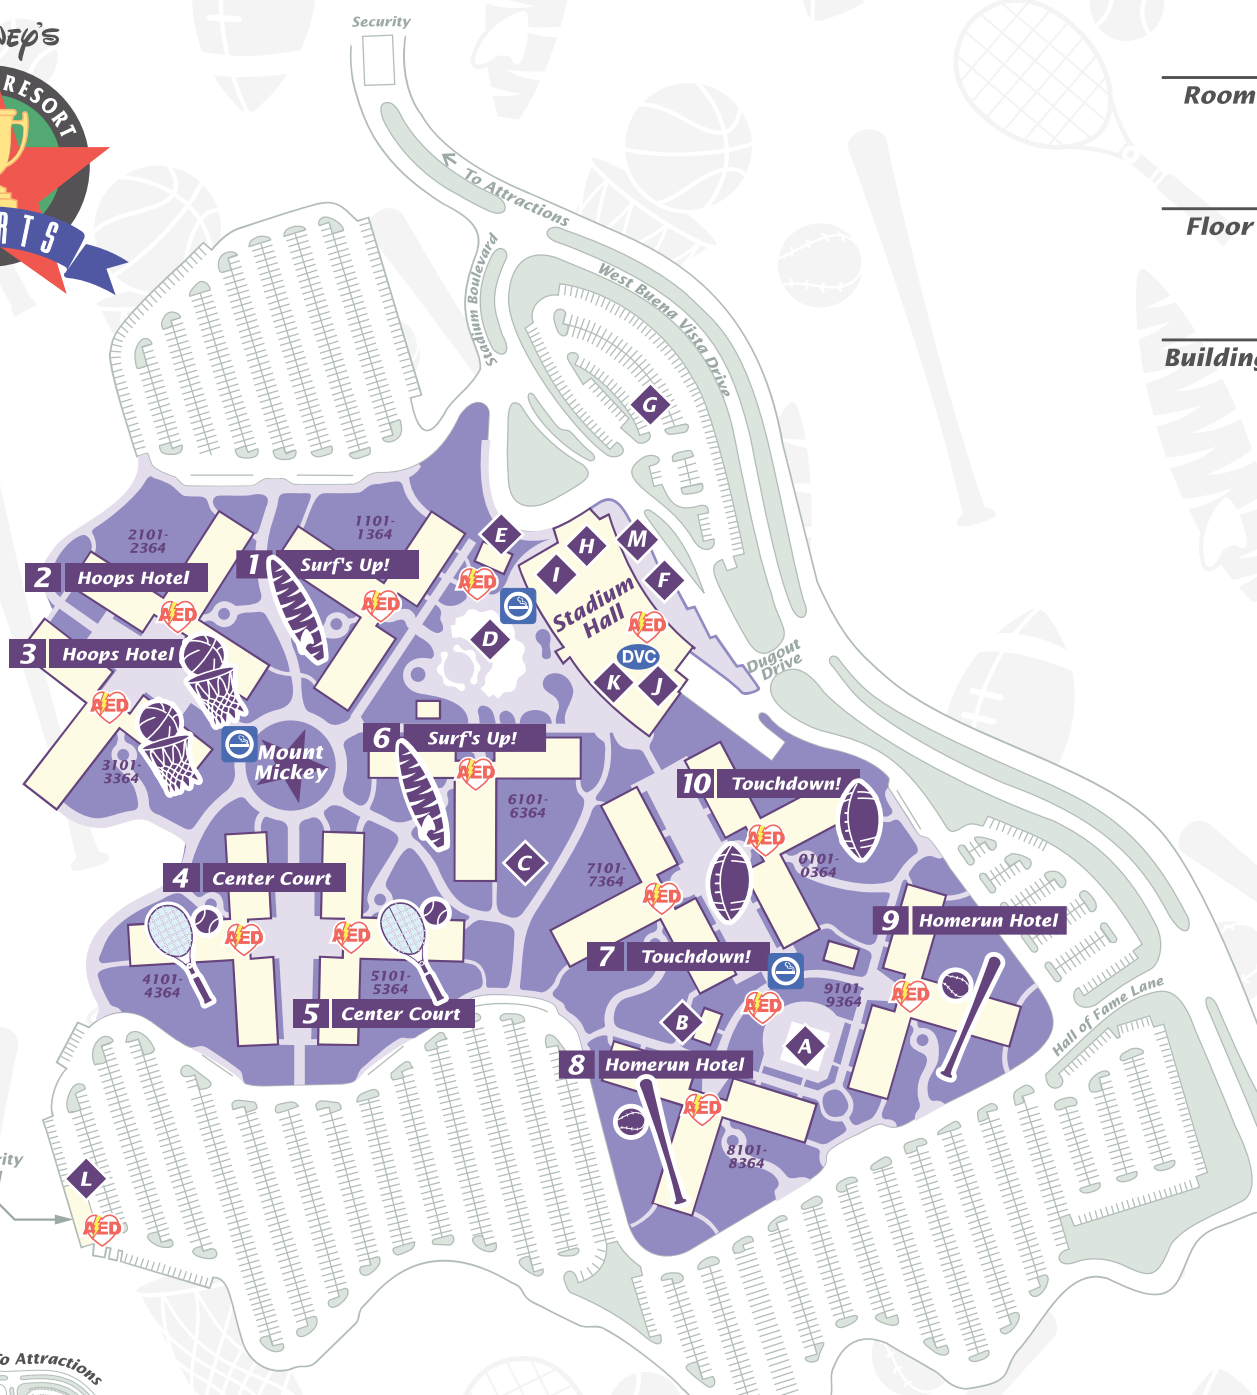 Security
RESORT
To Attractions
Stadium Boulevard
West Buena Vista Drive
Room
Floor
Building
G
2101-
2364
1101-
1364
E
H
M
I
F
2 Hoops Hotel
1 Surf's Up!
AED
AED
AED
Stadium
Hall
AED
D
DVC
3 Hoops Hotel
K
J
Dugout
Drive
AED
3101-
3364
Mount
Mickey
6 Surf's Up!
AED
6101-
6364
10 Touchdown!
AED
0101-
0364
C
7101-
7364
AED
4 Center Court
AED
AED
4101-
4364
5101-
5364
5 Center Court
9 Homerun Hotel
7 Touchdown!
9101-
9364
AED
AED
B
A
Hall of Fame Lane
8 Homerun Hotel
AED
8101-
8364
L
AED
To Attractions